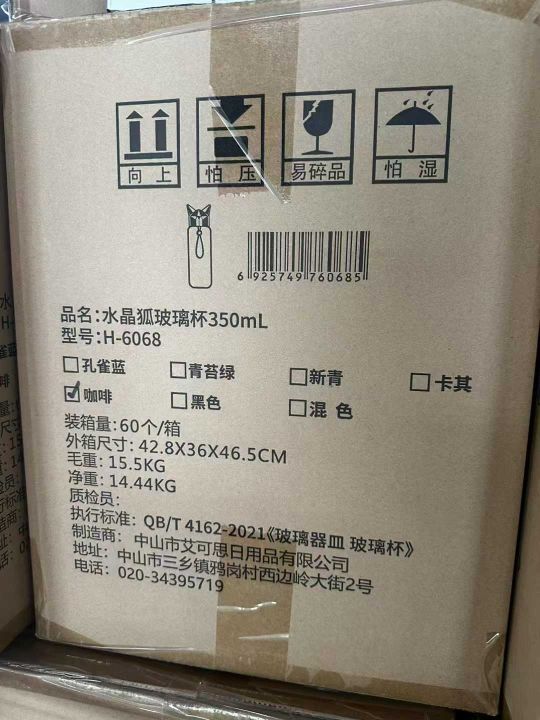 向上 怕压 易碎品 怕湿
6 925749 760685
品名:水晶狐玻璃杯350mL
型号:H-6068
孔雀蓝 青苔绿 新青 卡其
咖啡 黑色 混色
装箱量:60个/箱
外箱尺寸: 42.8X36X46.5CM
毛重: 15.5KG
净重: 14.44KG
质检员:
执行标准: QB/T 4162-2021《玻璃器皿 玻璃杯》
制造商: 中山市艾可思日用品有限公司
地址: 中山市三乡镇鸦岗村西边岭大街2号
电话: 020-34395719